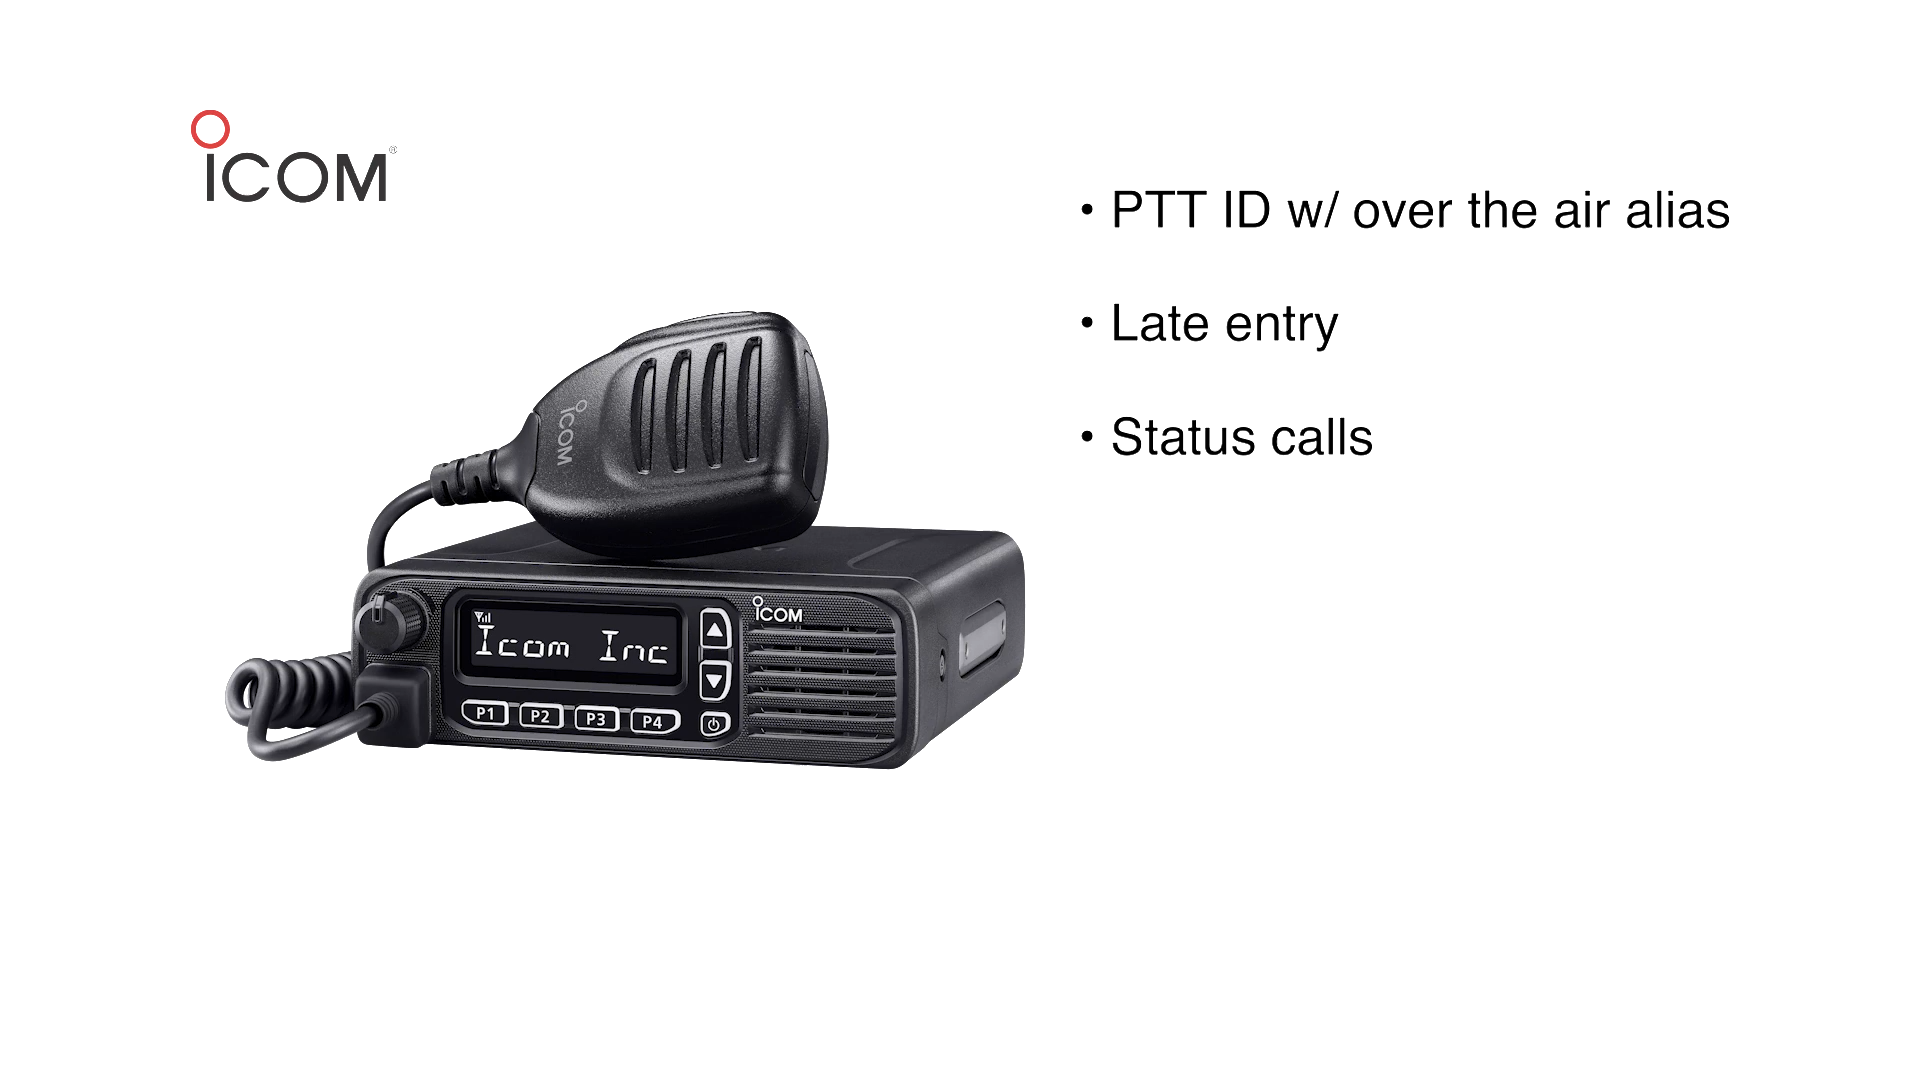 iCOM®
• PTT ID w/ over the air alias
• Late entry
• Status calls
iCOM
iCOM
Icom Inc
P1 P2 P3 P4